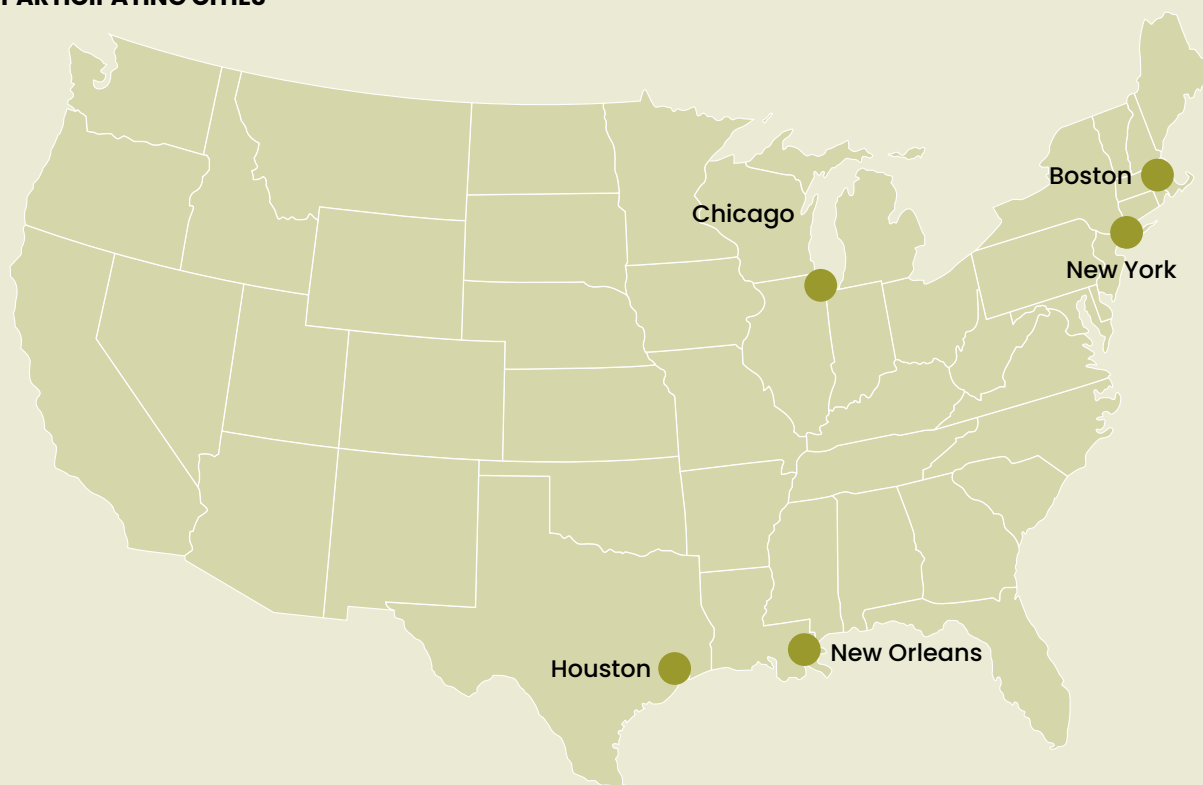 PARTICIPATING CITIES
Boston
Chicago
New York
New Orleans
Houston